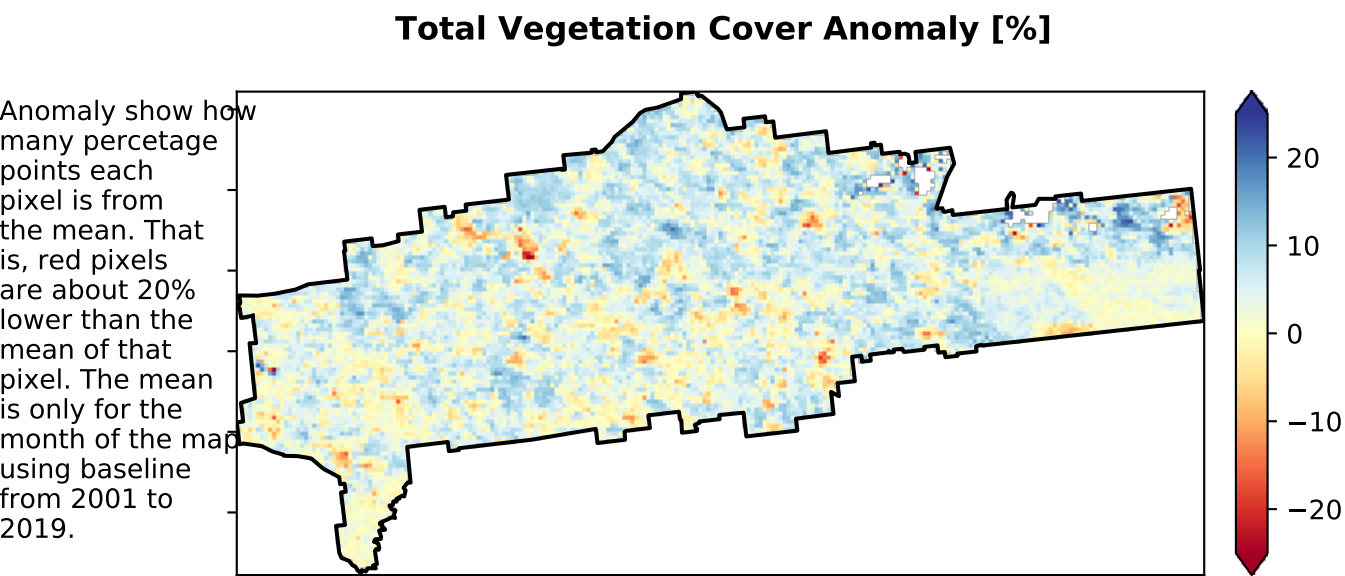 Total Vegetation Cover Anomaly [%]
Anomaly show how
many percetage
points each
pixel is from
the mean. That
is, red pixels
are about 20%
lower than the
mean of that
pixel. The mean
is only for the
month of the map
using baseline
from 2001 to
2019.
20
10
0
−10
−20